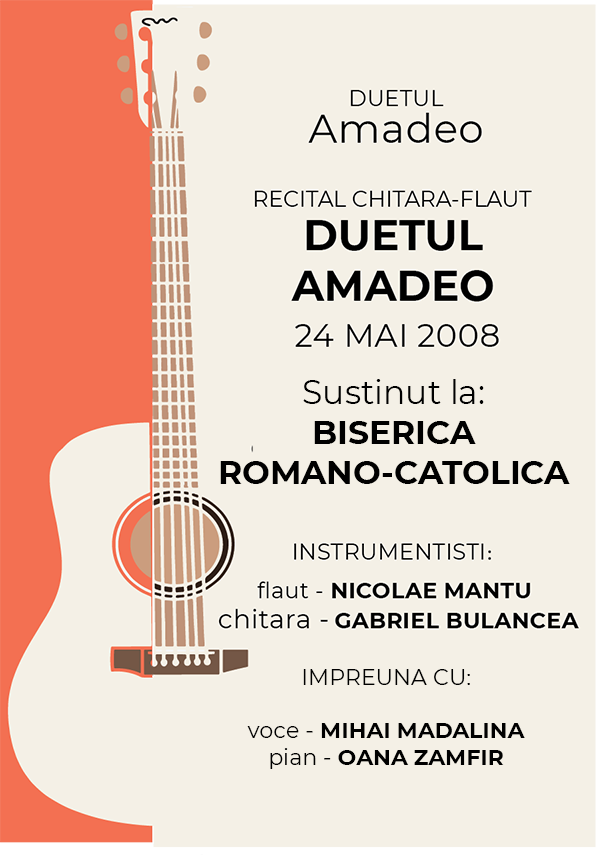 DUETUL
Amadeo
RECITAL CHITARA-FLAUT
DUETUL
AMADEO
24 MAI 2008
Sustinut la:
BISERICA
ROMANO-CATOLICA
INSTRUMENTISTI:
flaut - NICOLAE MANTU
chitara - GABRIEL BULANCEA
IMPREUNA CU:
voce - MIHAI MADALINA
pian - OANA ZAMFIR